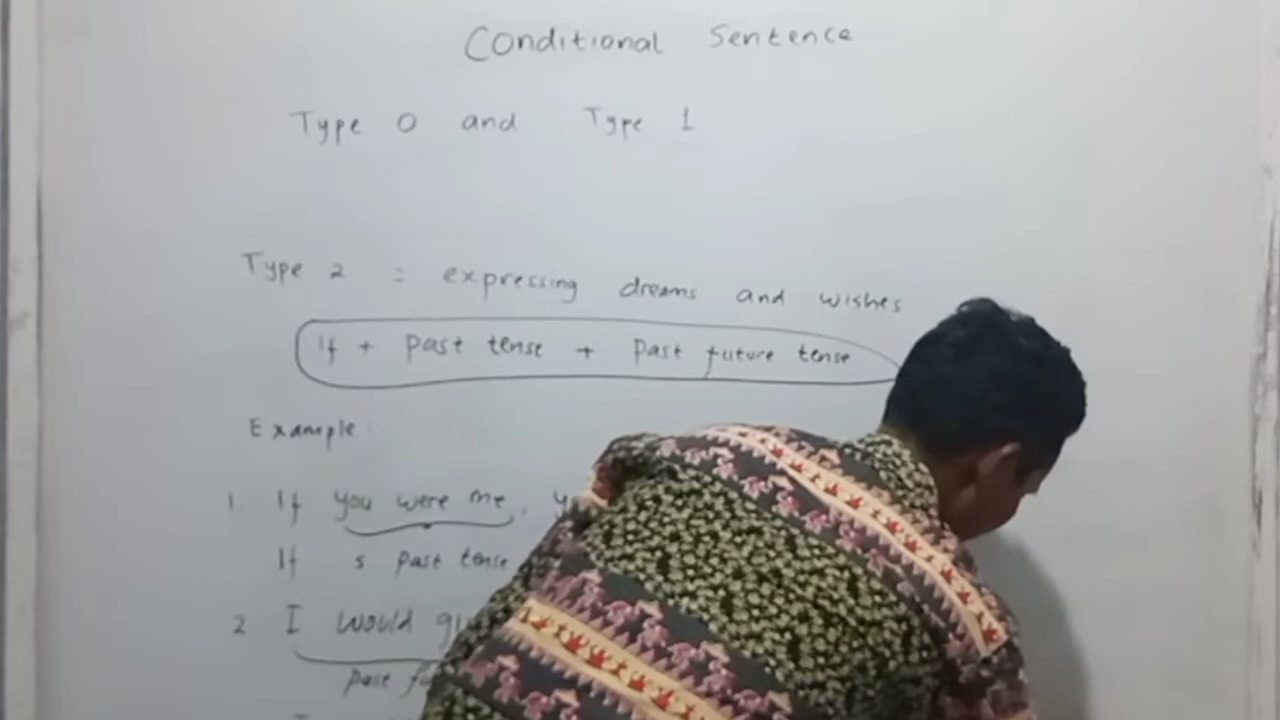 Conditional Sentence
Type 0 and Type 1
Type 2 = expressing dreams and wishes
If + Past tense + Past future tense
Example :
1. If you were me,
If s past tense
2 I would
past